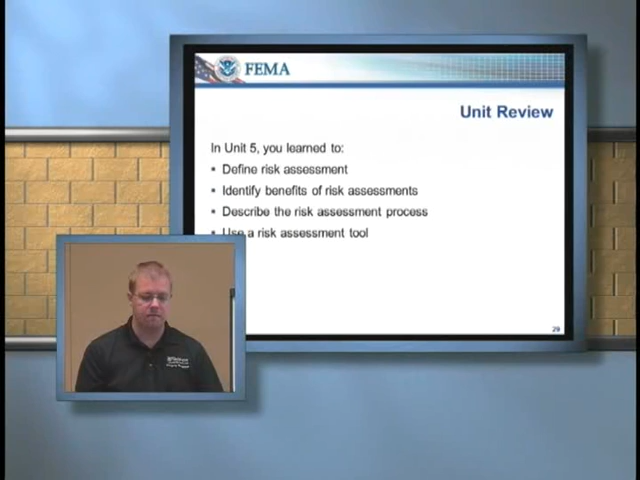 FEMA
Unit Review
In Unit 5, you learned to:
▪ Define risk assessment
▪ Identify benefits of risk assessments
▪ Describe the risk assessment process
▪ Use a risk assessment tool
29